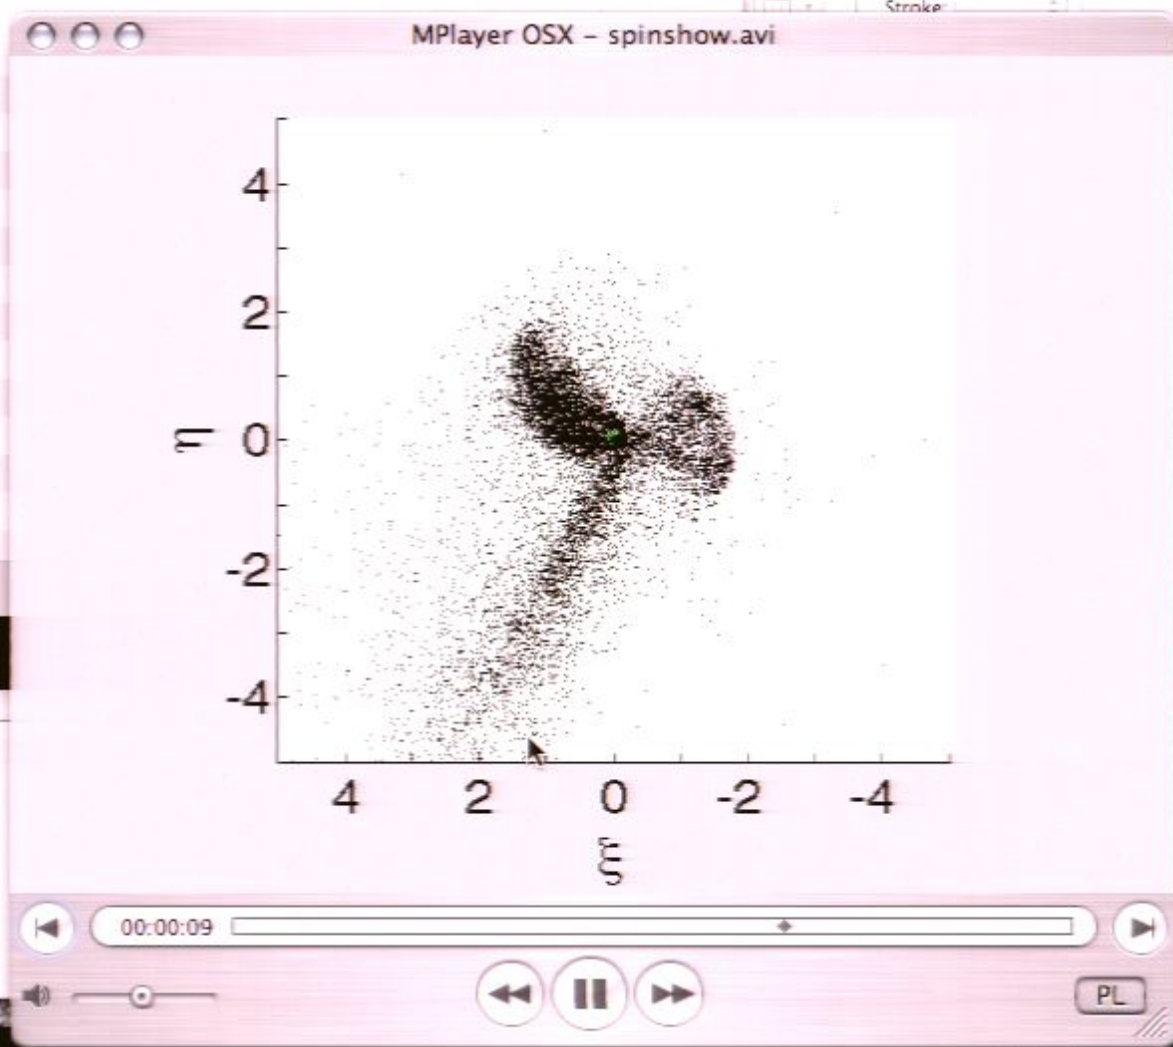 Stroke:
MPlayer OSX – spinshow.avi
4
2
η 0
-2
-4
4 2 0 -2 -4
ξ
00:00:09
PL